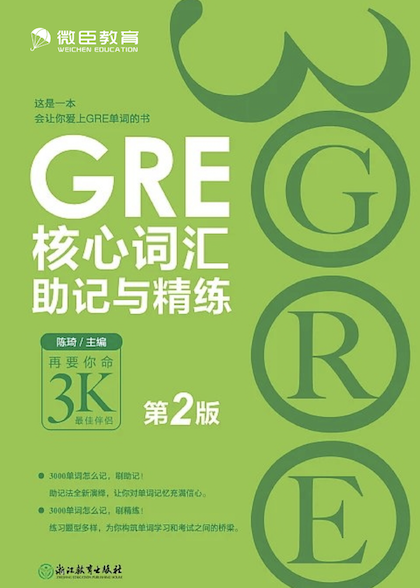 微臣教育
WEICHEN EDUCATION
这是一本
会让你爱上GRE单词的书
GRE
核心词汇
助记与精练
陈琦/主编
再要你命
3K
最佳伴侣
第2版
3
G
R
E
● 3000单词怎么记,刷助记!
助记法全新演绎,让你对单词记忆充满信心。
● 3000单词怎么记,刷精练!
练习题型多样,为你构筑单词学习和考试之间的桥梁。
浙江教育出版社